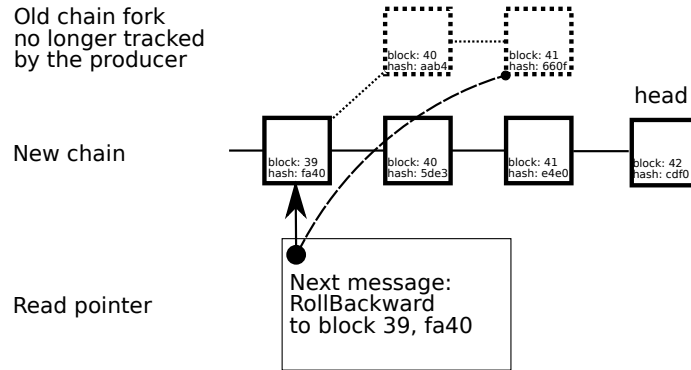 Old chain fork
no longer tracked
by the producer
block: 40
hash: aab4
block: 41
hash: 660f
head
New chain
block: 39
hash: fa40
block: 40
hash: 5de3
block: 41
hash: e4e0
block: 42
hash: cdf0
Read pointer
Next message:
RollBackward
to block 39, fa40